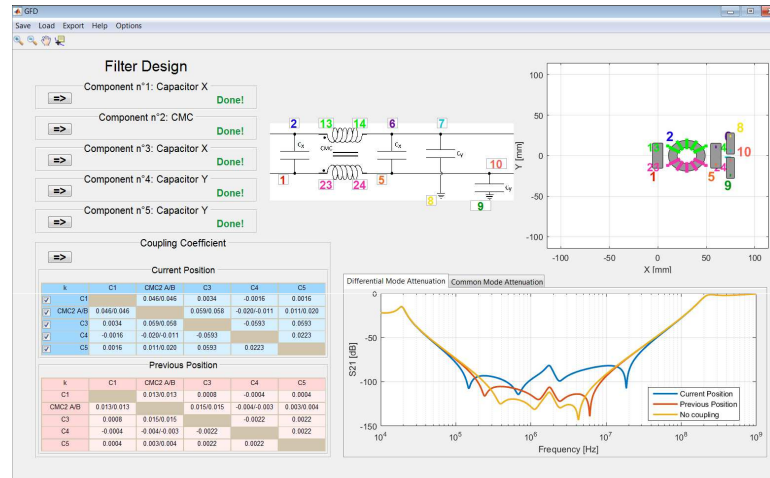 GFD
Save Load Export Help Options
Filter Design
Component n°1: Capacitor X
=> Done!
Component n°2: CMC
=> Done!
Component n°3: Capacitor X
=> Done!
Component n°4: Capacitor Y
=> Done!
Component n°5: Capacitor Y
=> Done!
Coupling Coefficient
=>
Current Position
k C1 CMC2 A/B C3 C4 C5
C1 0.046/0.046 0.0034 -0.0016 0.0016
CMC2 A/B 0.046/0.046 0.059/0.058 -0.020/-0.011 0.011/0.020
C3 0.0034 0.059/0.058 -0.0593 0.0593
C4 -0.0016 -0.020/-0.011 -0.0593 0.0223
C5 0.0016 0.011/0.020 0.0593 0.0223
Previous Position
k C1 CMC2 A/B C3 C4 C5
C1 0.013/0.013 0.0008 -0.0004 0.0004
CMC2 A/B 0.013/0.013 0.015/0.015 -0.004/-0.003 0.003/0.004
C3 0.0008 0.015/0.015 -0.0022 0.0022
C4 -0.0004 -0.004/-0.003 -0.0022 0.0022
C5 0.0004 0.003/0.004 0.0022 0.0022
2 13 14 6 7
Cx CMC Cx Cy
10
1 23 24 5
Cy
8 9
Y [mm]
100
50
0
-50
-100
-100 -50 0 50 100
X [mm]
2 6 8
10
1 5 9
24
Differential Mode Attenuation Common Mode Attenuation
S21 [dB]
0
-50
-100
-150
10^4 10^5 10^6 10^7 10^8 10^9
Frequency [Hz]
Current Position
Previous Position
No coupling